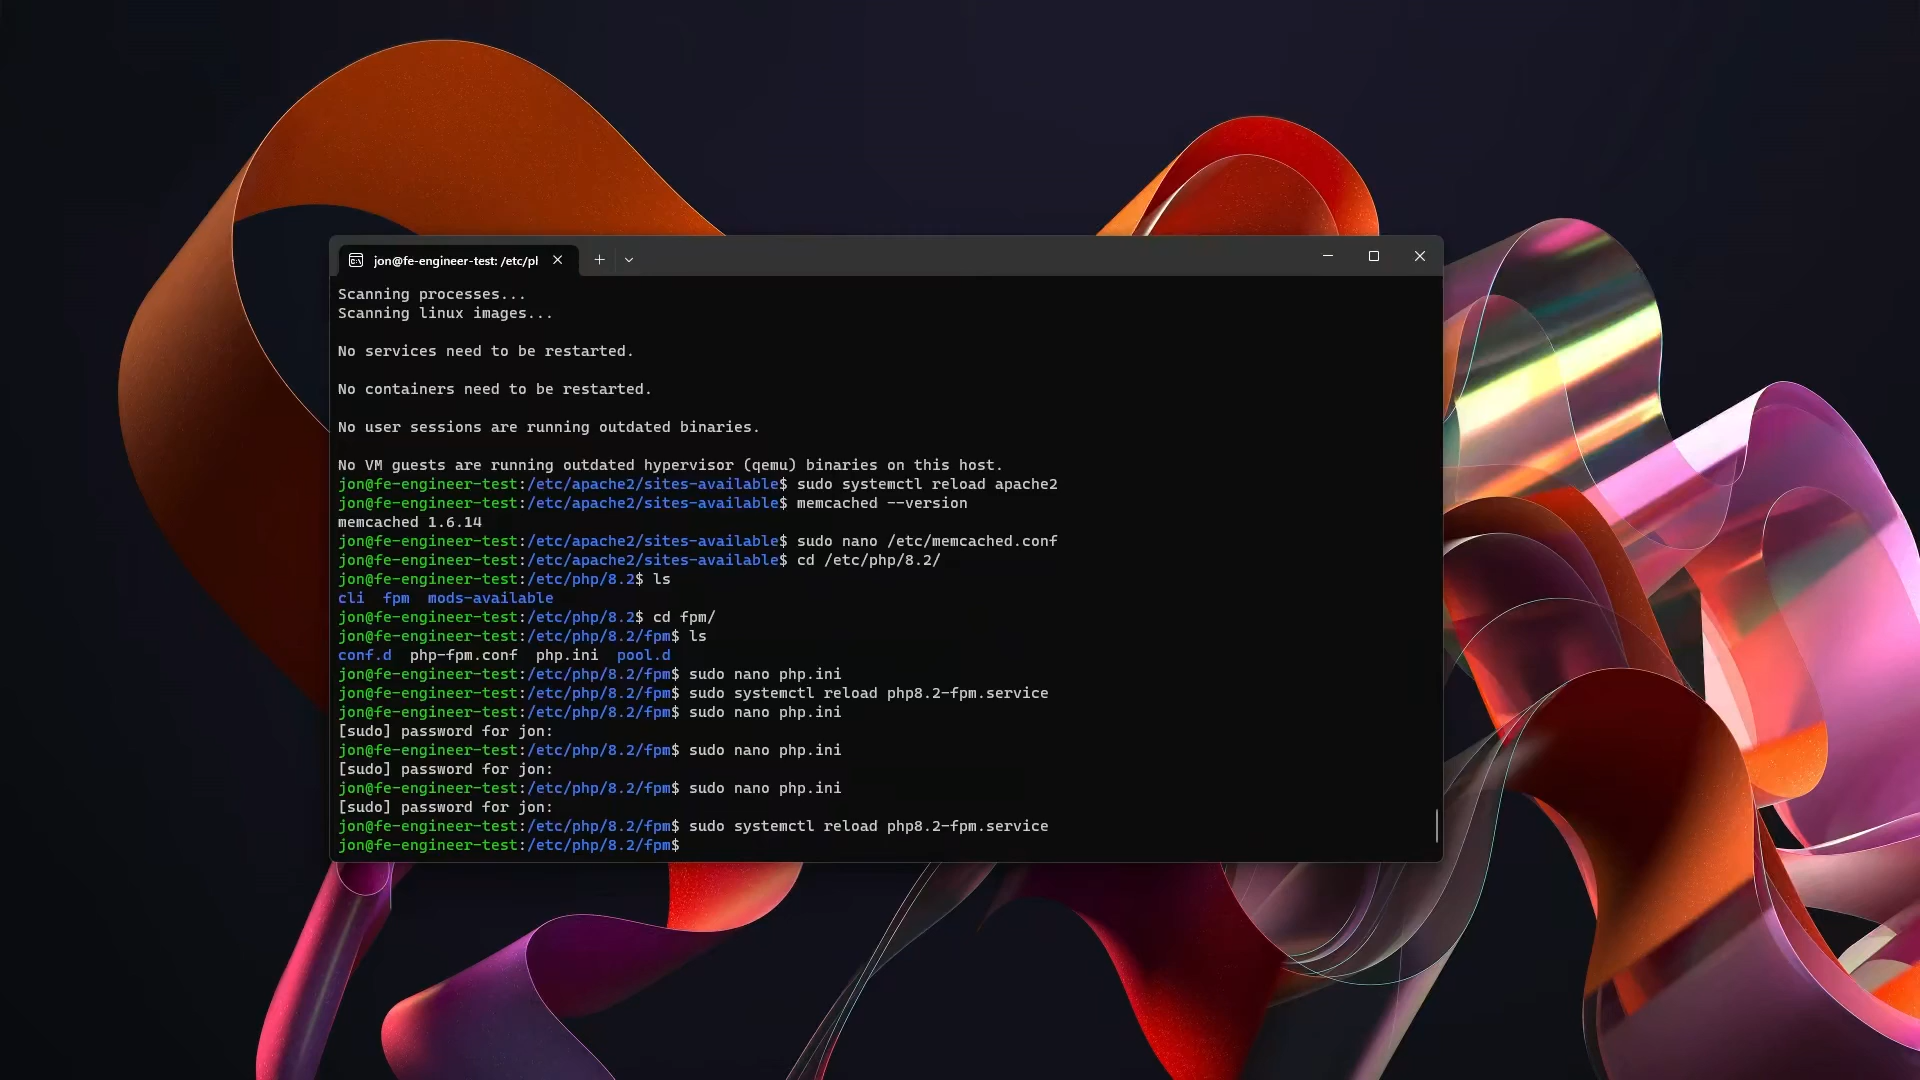 jon@fe-engineer-test: /etc/pl
Scanning processes...
Scanning linux images...
No services need to be restarted.
No containers need to be restarted.
No user sessions are running outdated binaries.
No VM guests are running outdated hypervisor (qemu) binaries on this host.
jon@fe-engineer-test:/etc/apache2/sites-available$ sudo systemctl reload apache2
jon@fe-engineer-test:/etc/apache2/sites-available$ memcached --version
memcached 1.6.14
jon@fe-engineer-test:/etc/apache2/sites-available$ sudo nano /etc/memcached.conf
jon@fe-engineer-test:/etc/apache2/sites-available$ cd /etc/php/8.2/
jon@fe-engineer-test:/etc/php/8.2$ ls
cli  fpm  mods-available
jon@fe-engineer-test:/etc/php/8.2$ cd fpm/
jon@fe-engineer-test:/etc/php/8.2/fpm$ ls
conf.d  php-fpm.conf  php.ini  pool.d
jon@fe-engineer-test:/etc/php/8.2/fpm$ sudo nano php.ini
jon@fe-engineer-test:/etc/php/8.2/fpm$ sudo systemctl reload php8.2-fpm.service
jon@fe-engineer-test:/etc/php/8.2/fpm$ sudo nano php.ini
[sudo] password for jon:
jon@fe-engineer-test:/etc/php/8.2/fpm$ sudo nano php.ini
[sudo] password for jon:
jon@fe-engineer-test:/etc/php/8.2/fpm$ sudo nano php.ini
[sudo] password for jon:
jon@fe-engineer-test:/etc/php/8.2/fpm$ sudo systemctl reload php8.2-fpm.service
jon@fe-engineer-test:/etc/php/8.2/fpm$